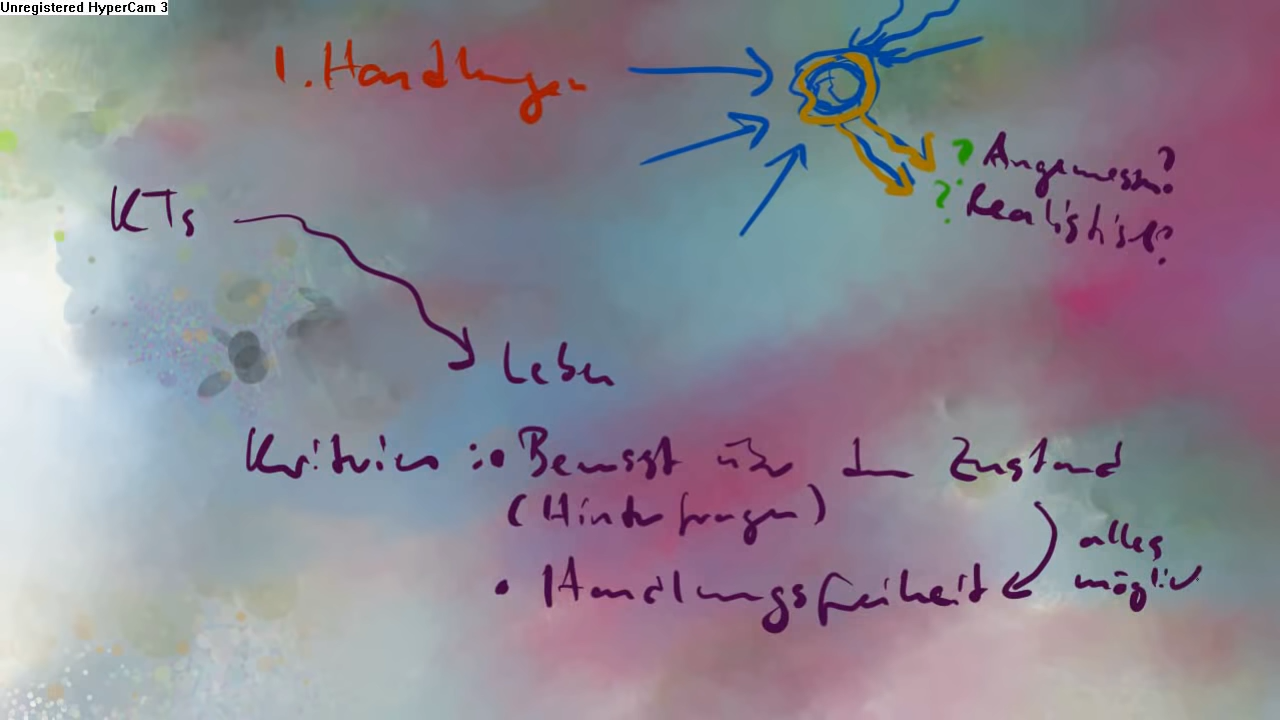 Unregistered HyperCam 3
1. Handlungen
? Angemessen?
? Realistisch?
KTs
Leben
Kriterien : • Bewusst über den Zustand
(Hinterfragen)
alles
möglich
• Handlungsfreiheit